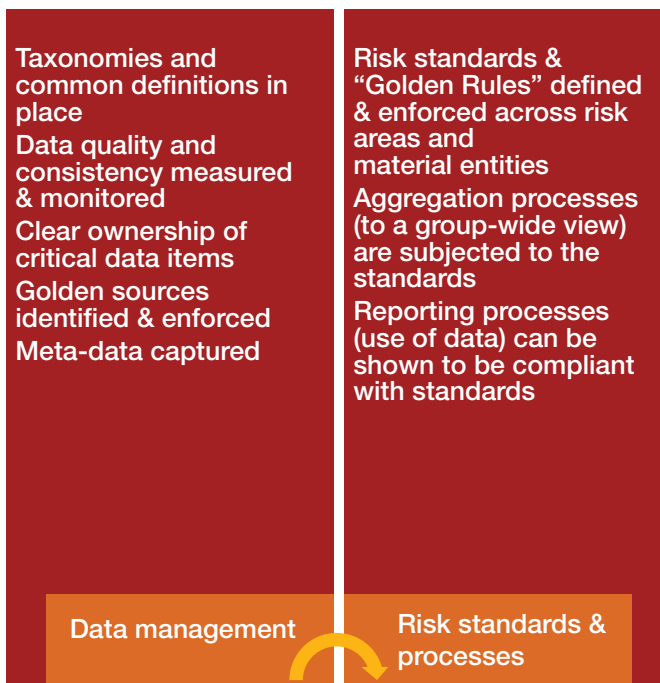 Taxonomies and
common definitions in
place
Data quality and
consistency measured
& monitored
Clear ownership of
critical data items
Golden sources
identified & enforced
Meta-data captured
Data management
Risk standards &
“Golden Rules” defined
& enforced across risk
areas and
material entities
Aggregation processes
(to a group-wide view)
are subjected to the
standards
Reporting processes
(use of data) can be
shown to be compliant
with standards
Risk standards &
processes